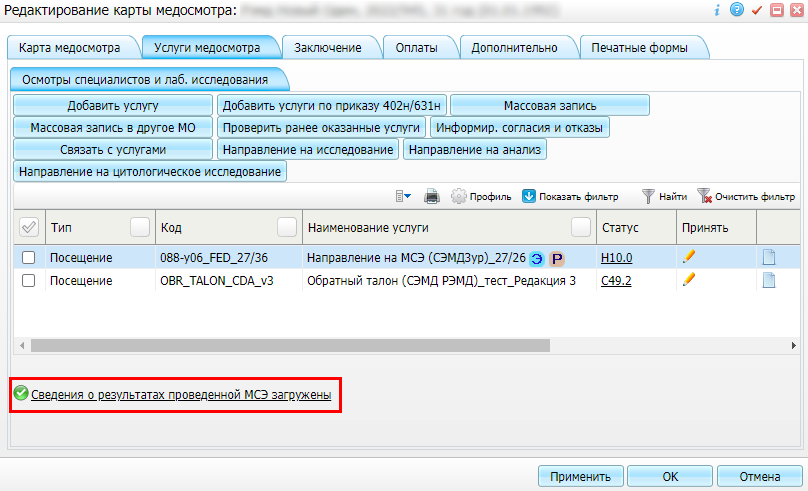 Редактирование карты медосмотра:
Карта медосмотра Услуги медосмотра Заключение Оплаты Дополнительно Печатные формы
Осмотры специалистов и лаб. исследования
Добавить услугу Добавить услуги по приказу 402н/631н Массовая запись
Массовая запись в другое МО Проверить ранее оказанные услуги Информир. согласия и отказы
Связать с услугами Направление на исследование Направление на анализ
Направление на цитологическое исследование
Профиль Показать фильтр Найти Очистить фильтр
Тип Код Наименование услуги Статус Принять
Посещение 088-у06_FED_27/36 Направление на МСЭ (СЭМД3ур)_27/26 Э Р H10.0
Посещение OBR_TALON_CDA_v3 Обратный талон (СЭМД РЭМД)_тест_Редакция 3 C49.2
Сведения о результатах проведенной МСЭ загружены
Применить OK Отмена